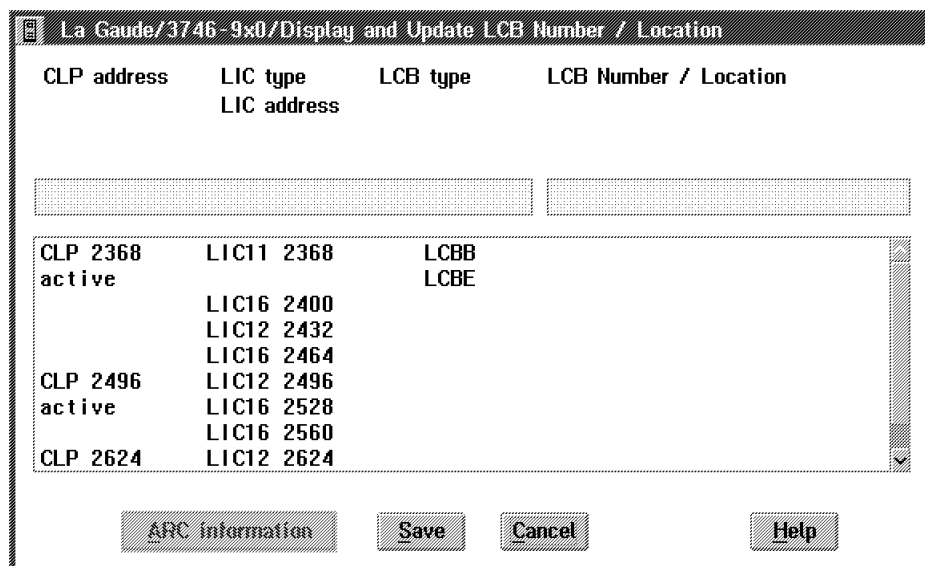 La Gaude/3746-9x0/Display and Update LCB Number / Location
CLP address LIC type LCB type LCB Number / Location
LIC address
CLP 2368 LIC11 2368 LCBB
active LCBE
LIC16 2400
LIC12 2432
LIC16 2464
CLP 2496 LIC12 2496
active LIC16 2528
LIC16 2560
CLP 2624 LIC12 2624
ARC information Save Cancel Help